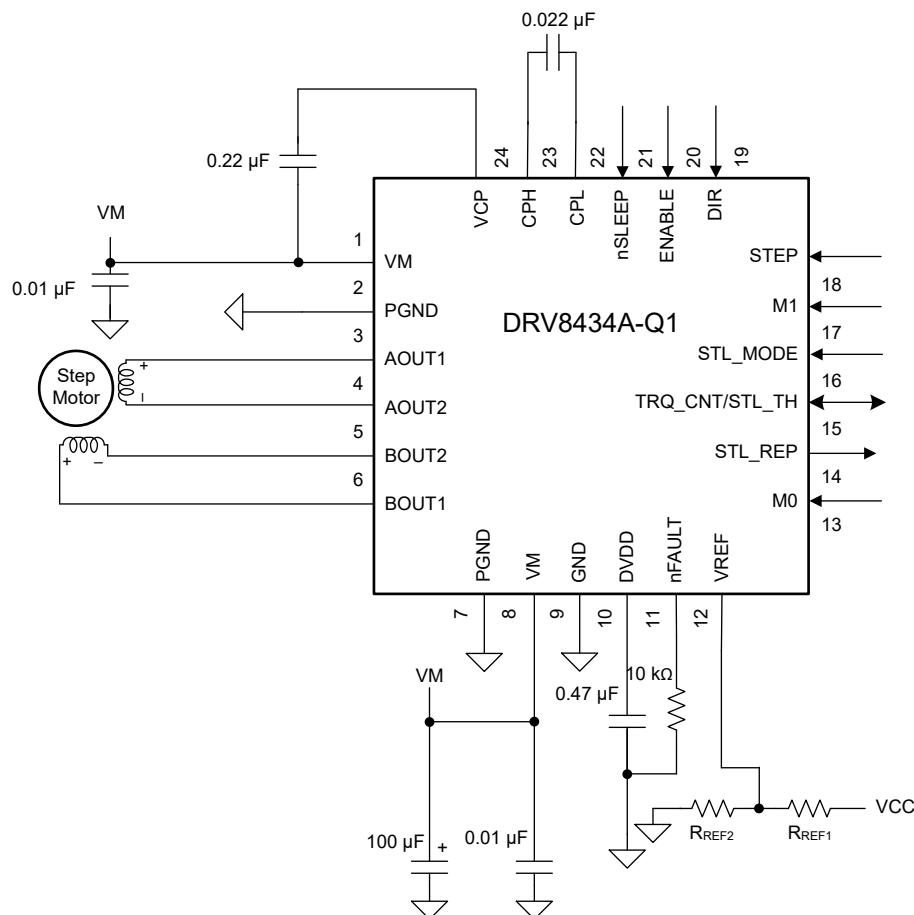 0.022 µF
0.22 µF
24
23
22
21
20
19
VCP
CPH
CPL
nSLEEP
ENABLE
DIR
VM
0.01 µF
1
VM
2
PGND
3
AOUT1
4
AOUT2
5
BOUT2
6
BOUT1
Step
Motor
+
–
+
–
DRV8434A-Q1
STEP
18
M1
17
STL_MODE
16
TRQ_CNT/STL_TH
15
STL_REP
14
M0
13
PGND
VM
GND
DVDD
nFAULT
VREF
7
8
9
10
11
12
VM
0.47 µF
10 kΩ
VCC
RREF2
RREF1
100 µF
+
0.01 µF